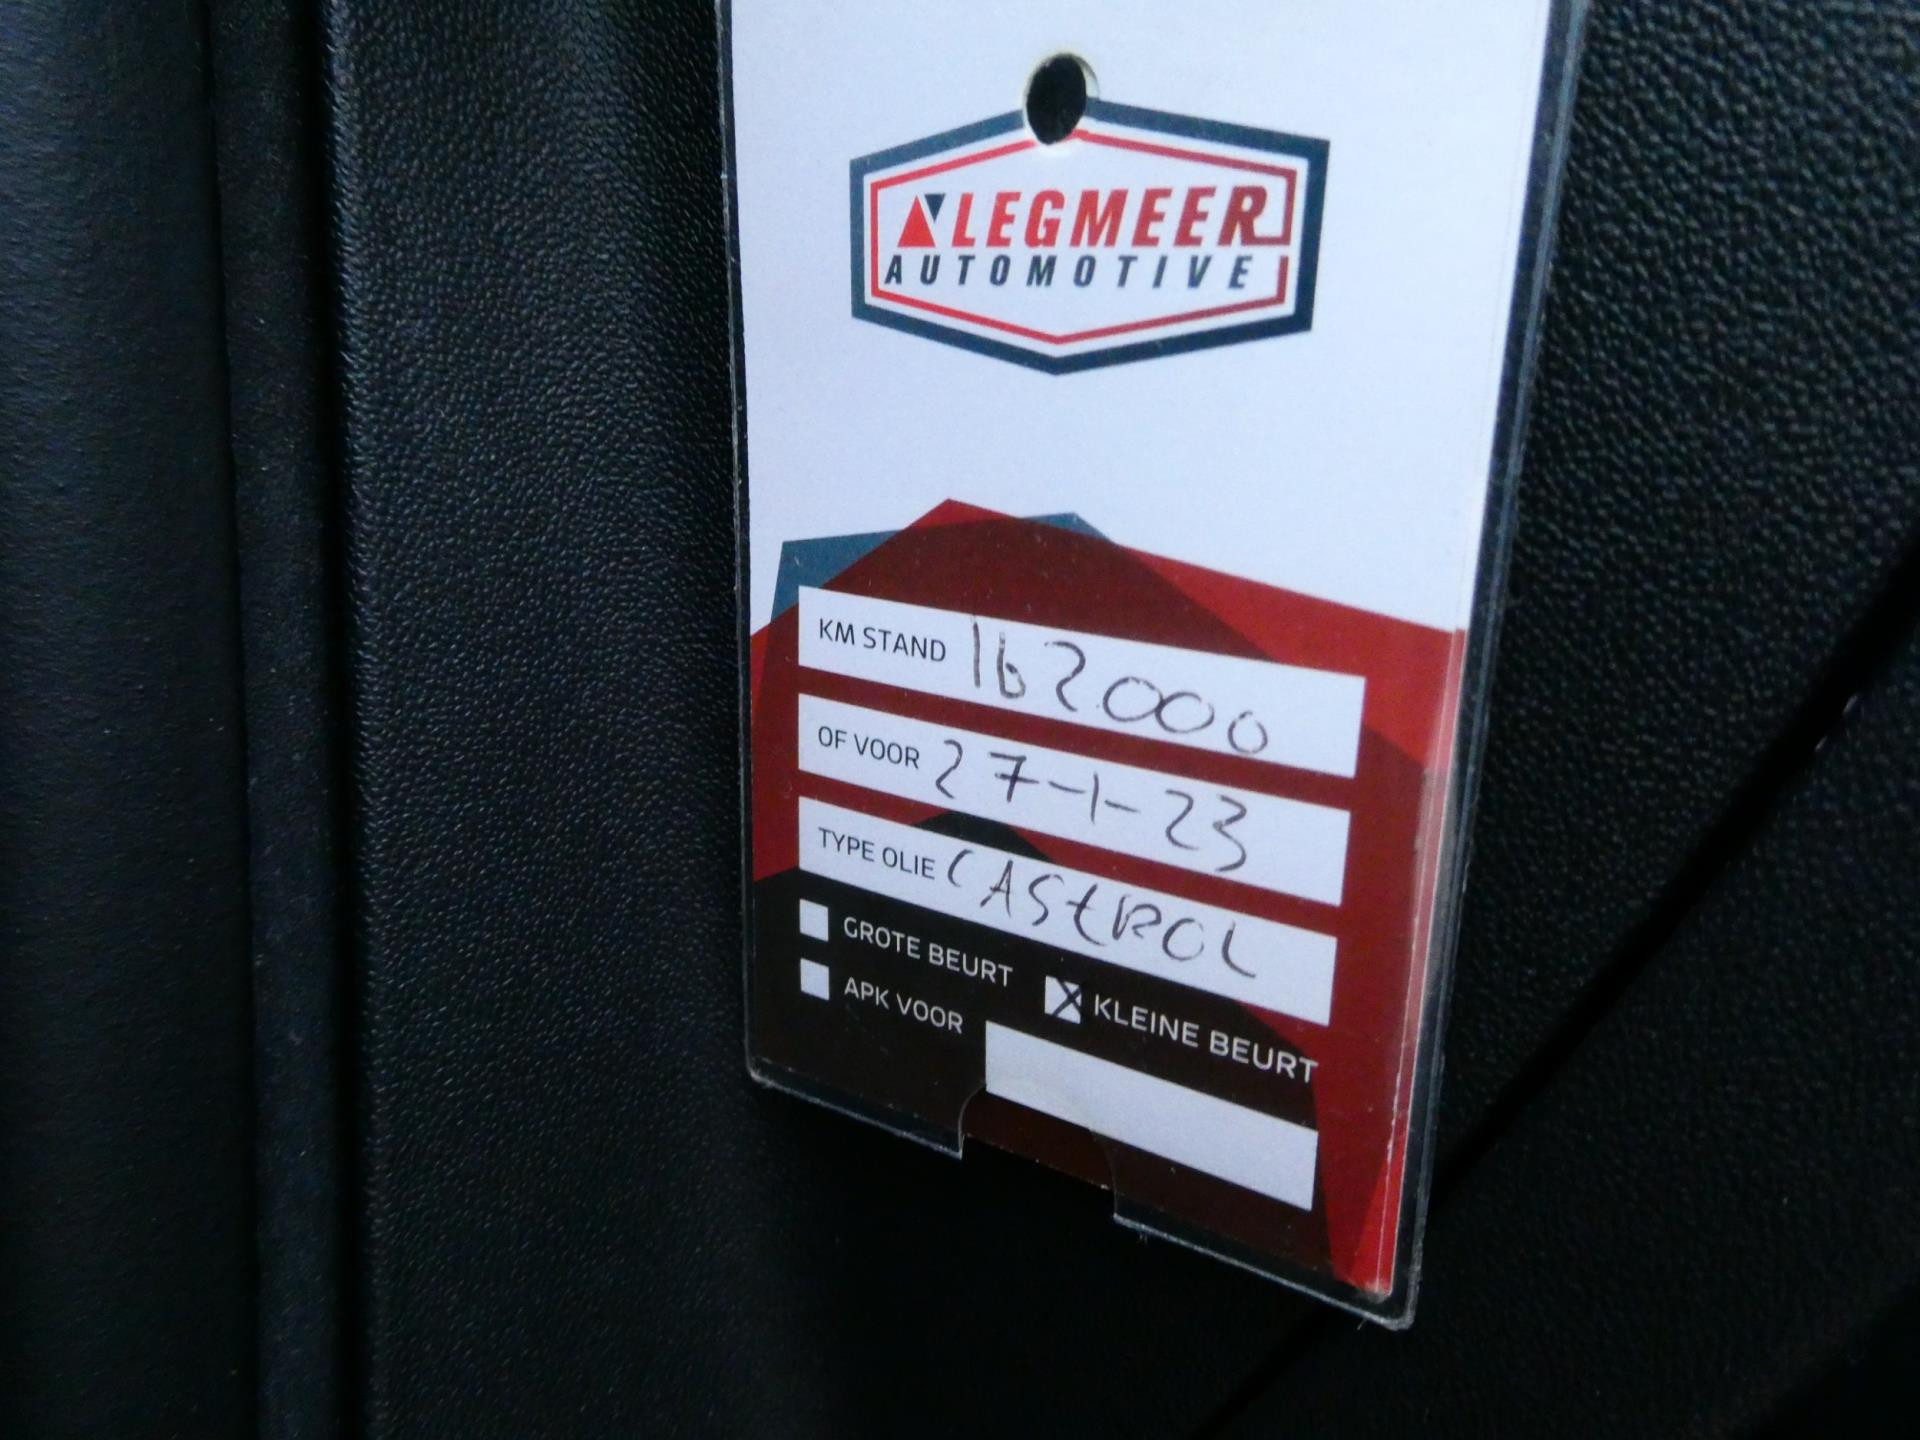 LEGMEER
AUTOMOTIVE
KM STAND 162000
OF VOOR 27-1-23
TYPE OLIE CASTROL
GROTE BEURT
KLEINE BEURT
APK VOOR